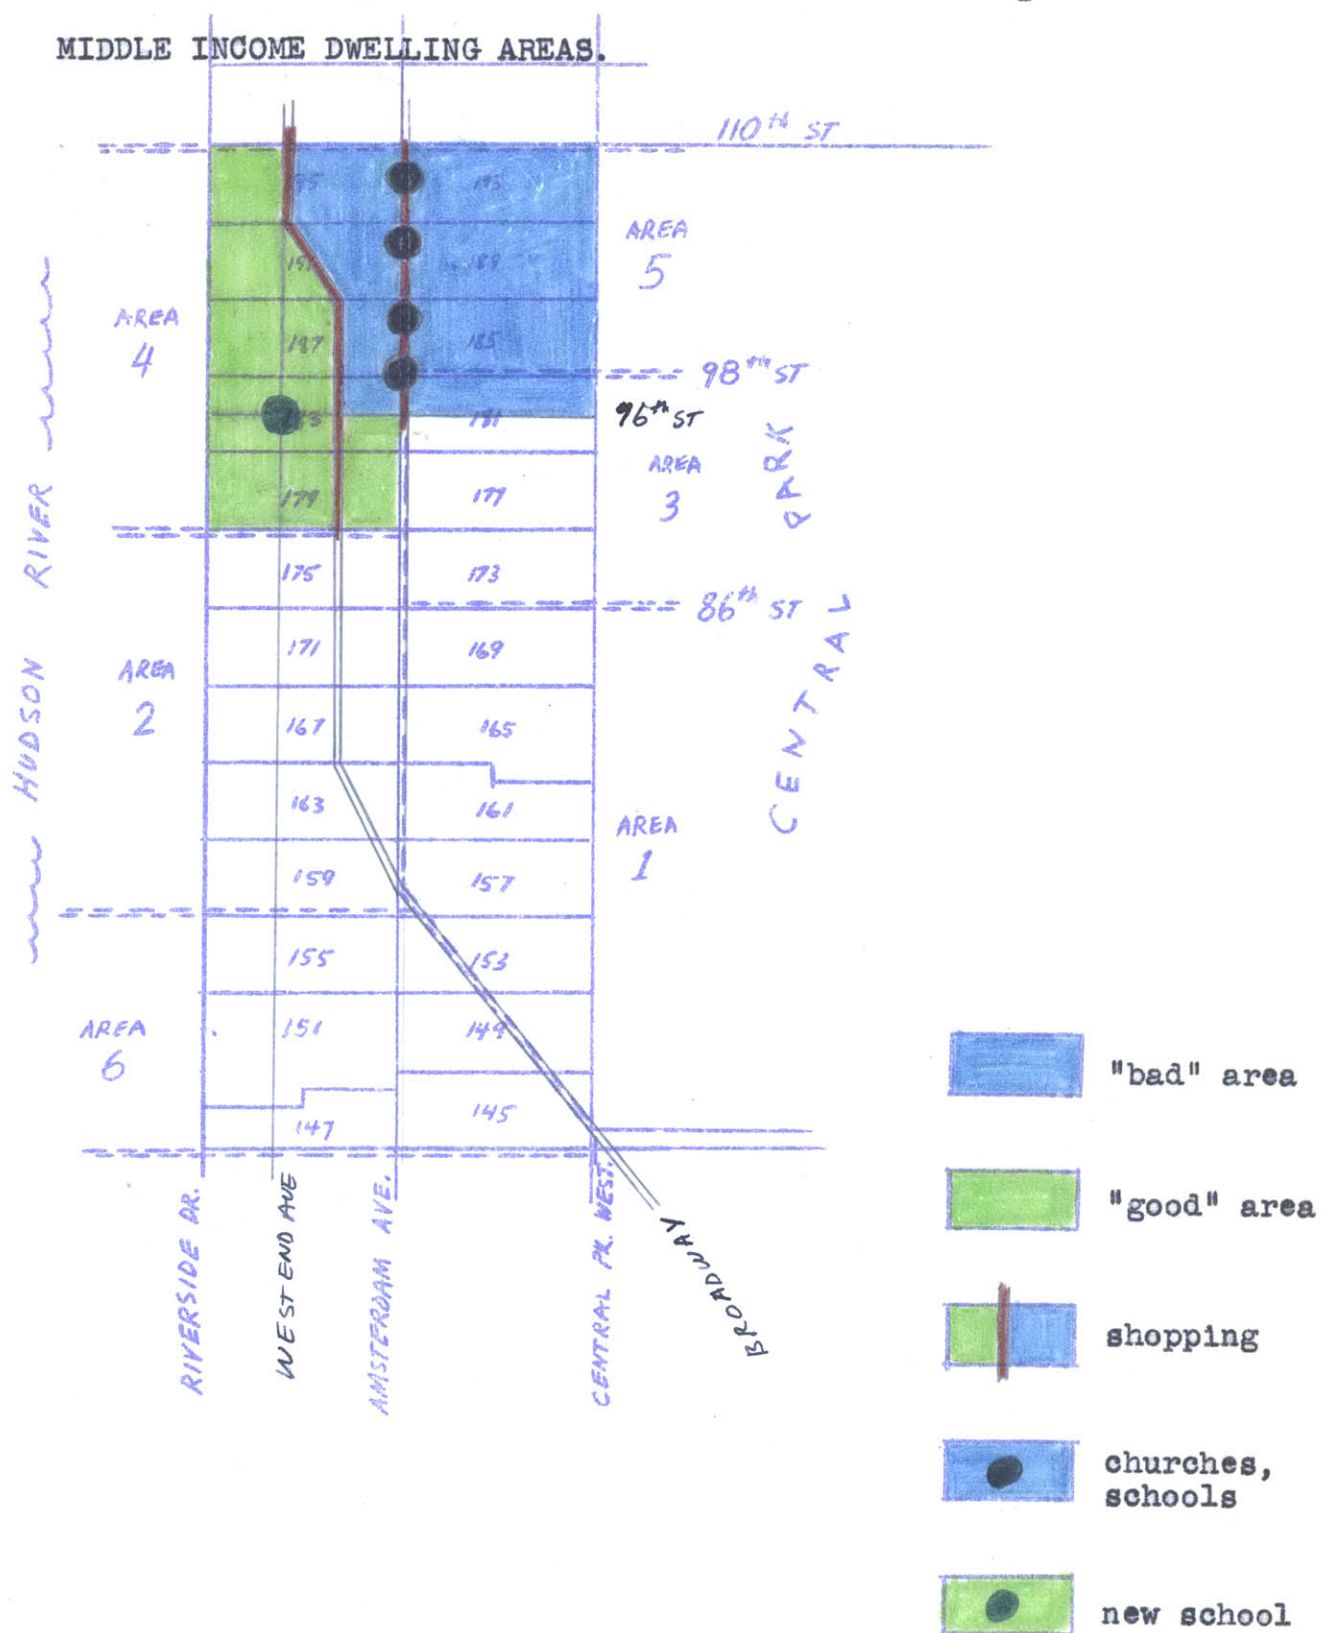 MIDDLE INCOME DWELLING AREAS.
110th ST
195
193
AREA
5
191
189
AREA
4
187
185
98th ST
183
181
96th ST
AREA
3
179
177
175
173
86th ST
171
169
AREA
2
167
165
163
161
AREA
1
159
157
155
153
AREA
6
151
149
147
145
HUDSON RIVER
CENTRAL PARK
RIVERSIDE DR.
WEST END AVE
AMSTERDAM AVE.
CENTRAL PK. WEST.
BROADWAY
"bad" area
"good" area
shopping
churches,
schools
new school